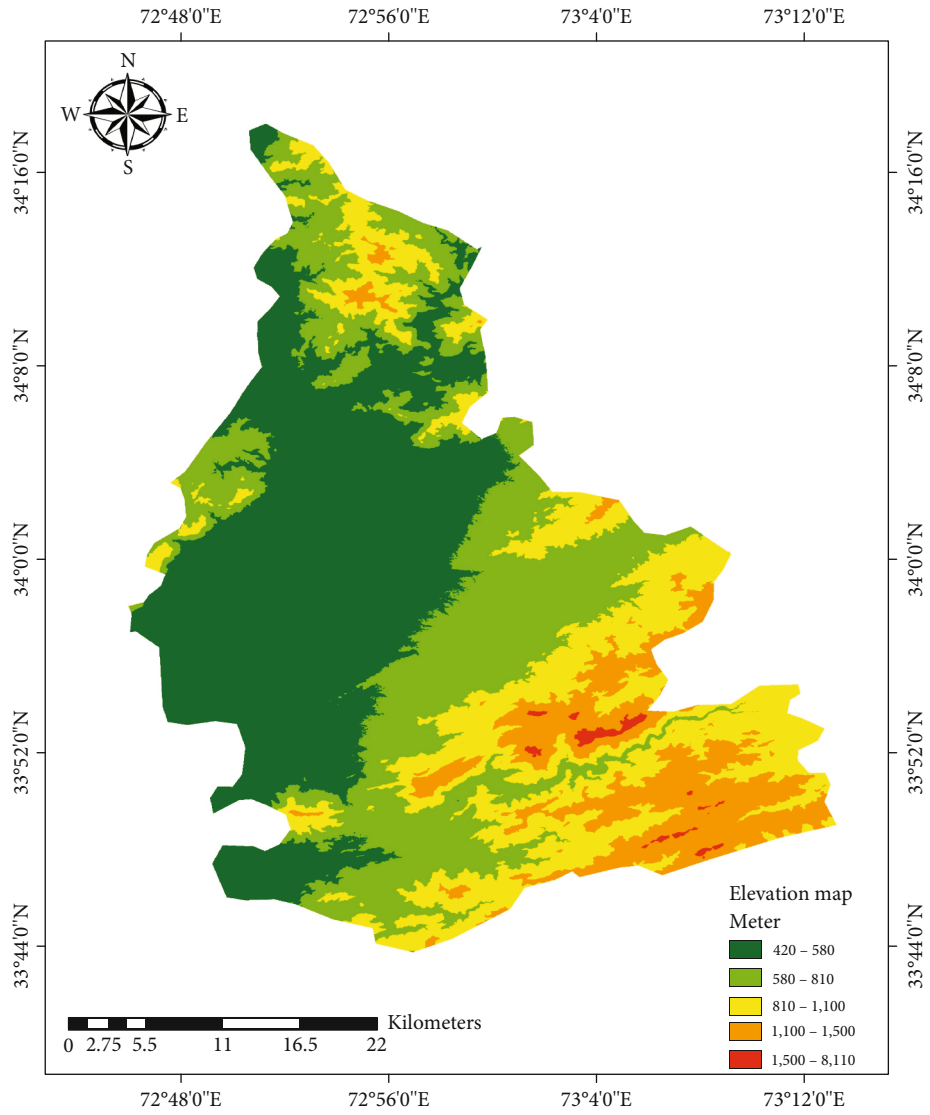 72°48'0"E 72°56'0"E 73°4'0"E 73°12'0"E
N
W E
S
34°16'0"N 34°16'0"N
34°8'0"N 34°8'0"N
34°0'0"N 34°0'0"N
33°52'0"N 33°52'0"N
33°44'0"N 33°44'0"N
Elevation map
Meter
420 – 580
580 – 810
810 – 1,100
1,100 – 1,500
1,500 – 8,110
Kilometers
0 2.75 5.5 11 16.5 22
72°48'0"E 72°56'0"E 73°4'0"E 73°12'0"E